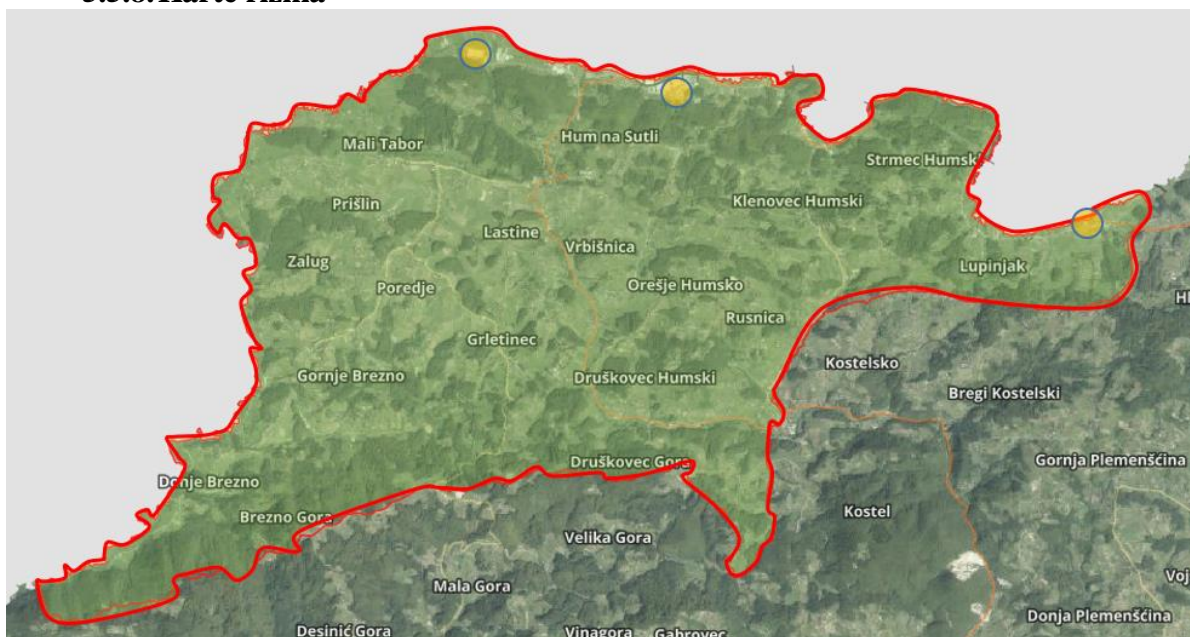 Mali Tabor
Hum na Sutli
Strmec Humski
Prišlin
Klenovec Humski
Lastine
Vrbišnica
Zalug
Lupinjak
Poredje
Orešje Humsko
Rusnica
Grletinec
Kostelsko
Gornje Brezno
Druškovec Humski
Bregi Kostelski
Druškovec Gora
Gornja Plemenšćina
Donje Brezno
Brezno Gora
Kostel
Velika Gora
Mala Gora
Donja Plemenšćina
Desinić Gora
Vinagora
Gabrovec